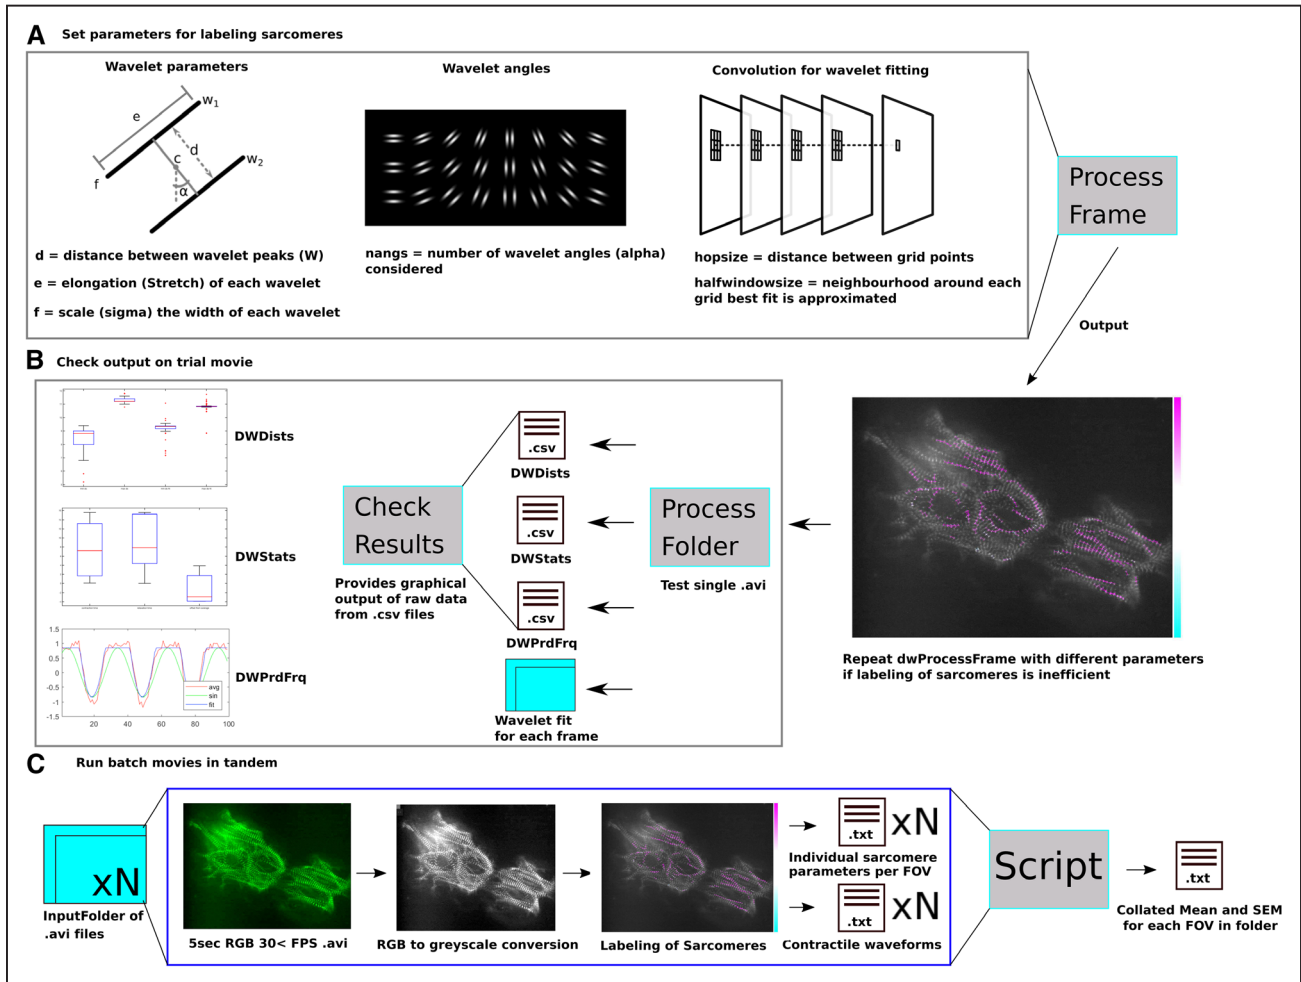 A Set parameters for labeling sarcomeres
Wavelet parameters
Wavelet angles
Convolution for wavelet fitting
e
w1
d
c
w2
f
α
d = distance between wavelet peaks (W)
e = elongation (Stretch) of each wavelet
f = scale (sigma) the width of each wavelet
nangs = number of wavelet angles (alpha)
considered
hopsize = distance between grid points
halfwindowsize = neighbourhood around each
grid best fit is approximated
Process
Frame
Output
B Check output on trial movie
DWDists
DWStats
DWPrdFrq
1.5
1
0.5
0.0
-0.5
-1
-1.5
20
40
60
80
100
avg
sin
fit
Check
Results
Provides graphical
output of raw data
from .csv files
.csv
DWDists
.csv
DWStats
.csv
DWPrdFrq
Wavelet fit
for each frame
Process
Folder
Test single .avi
Repeat dwProcessFrame with different parameters
if labeling of sarcomeres is inefficient
C Run batch movies in tandem
xN
InputFolder of
.avi files
5sec RGB 30< FPS .avi
RGB to greyscale conversion
Labeling of Sarcomeres
.txt
xN
Individual sarcomere
parameters per FOV
.txt
xN
Contractile waveforms
Script
.txt
Collated Mean and SEM
for each FOV in folder